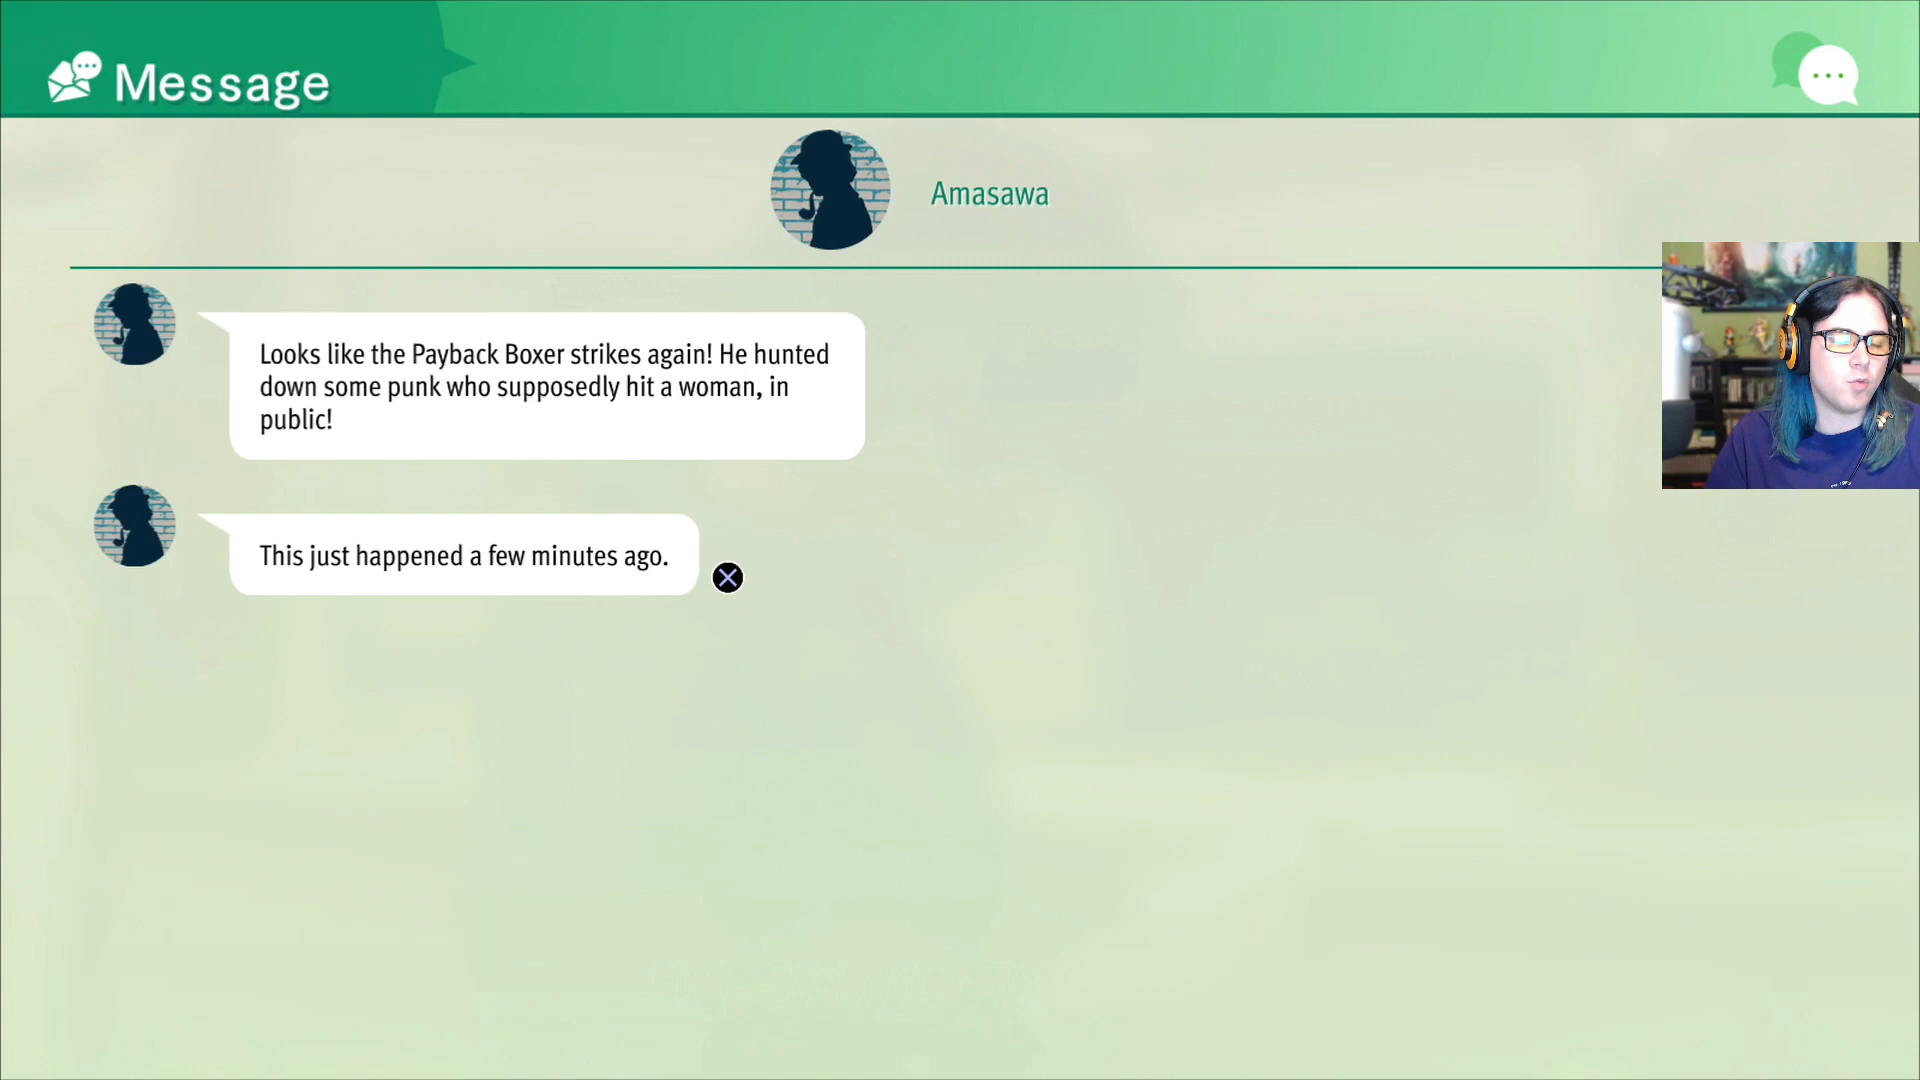 Message
Amasawa
Looks like the Payback Boxer strikes again! He hunted
down some punk who supposedly hit a woman, in
public!
This just happened a few minutes ago.